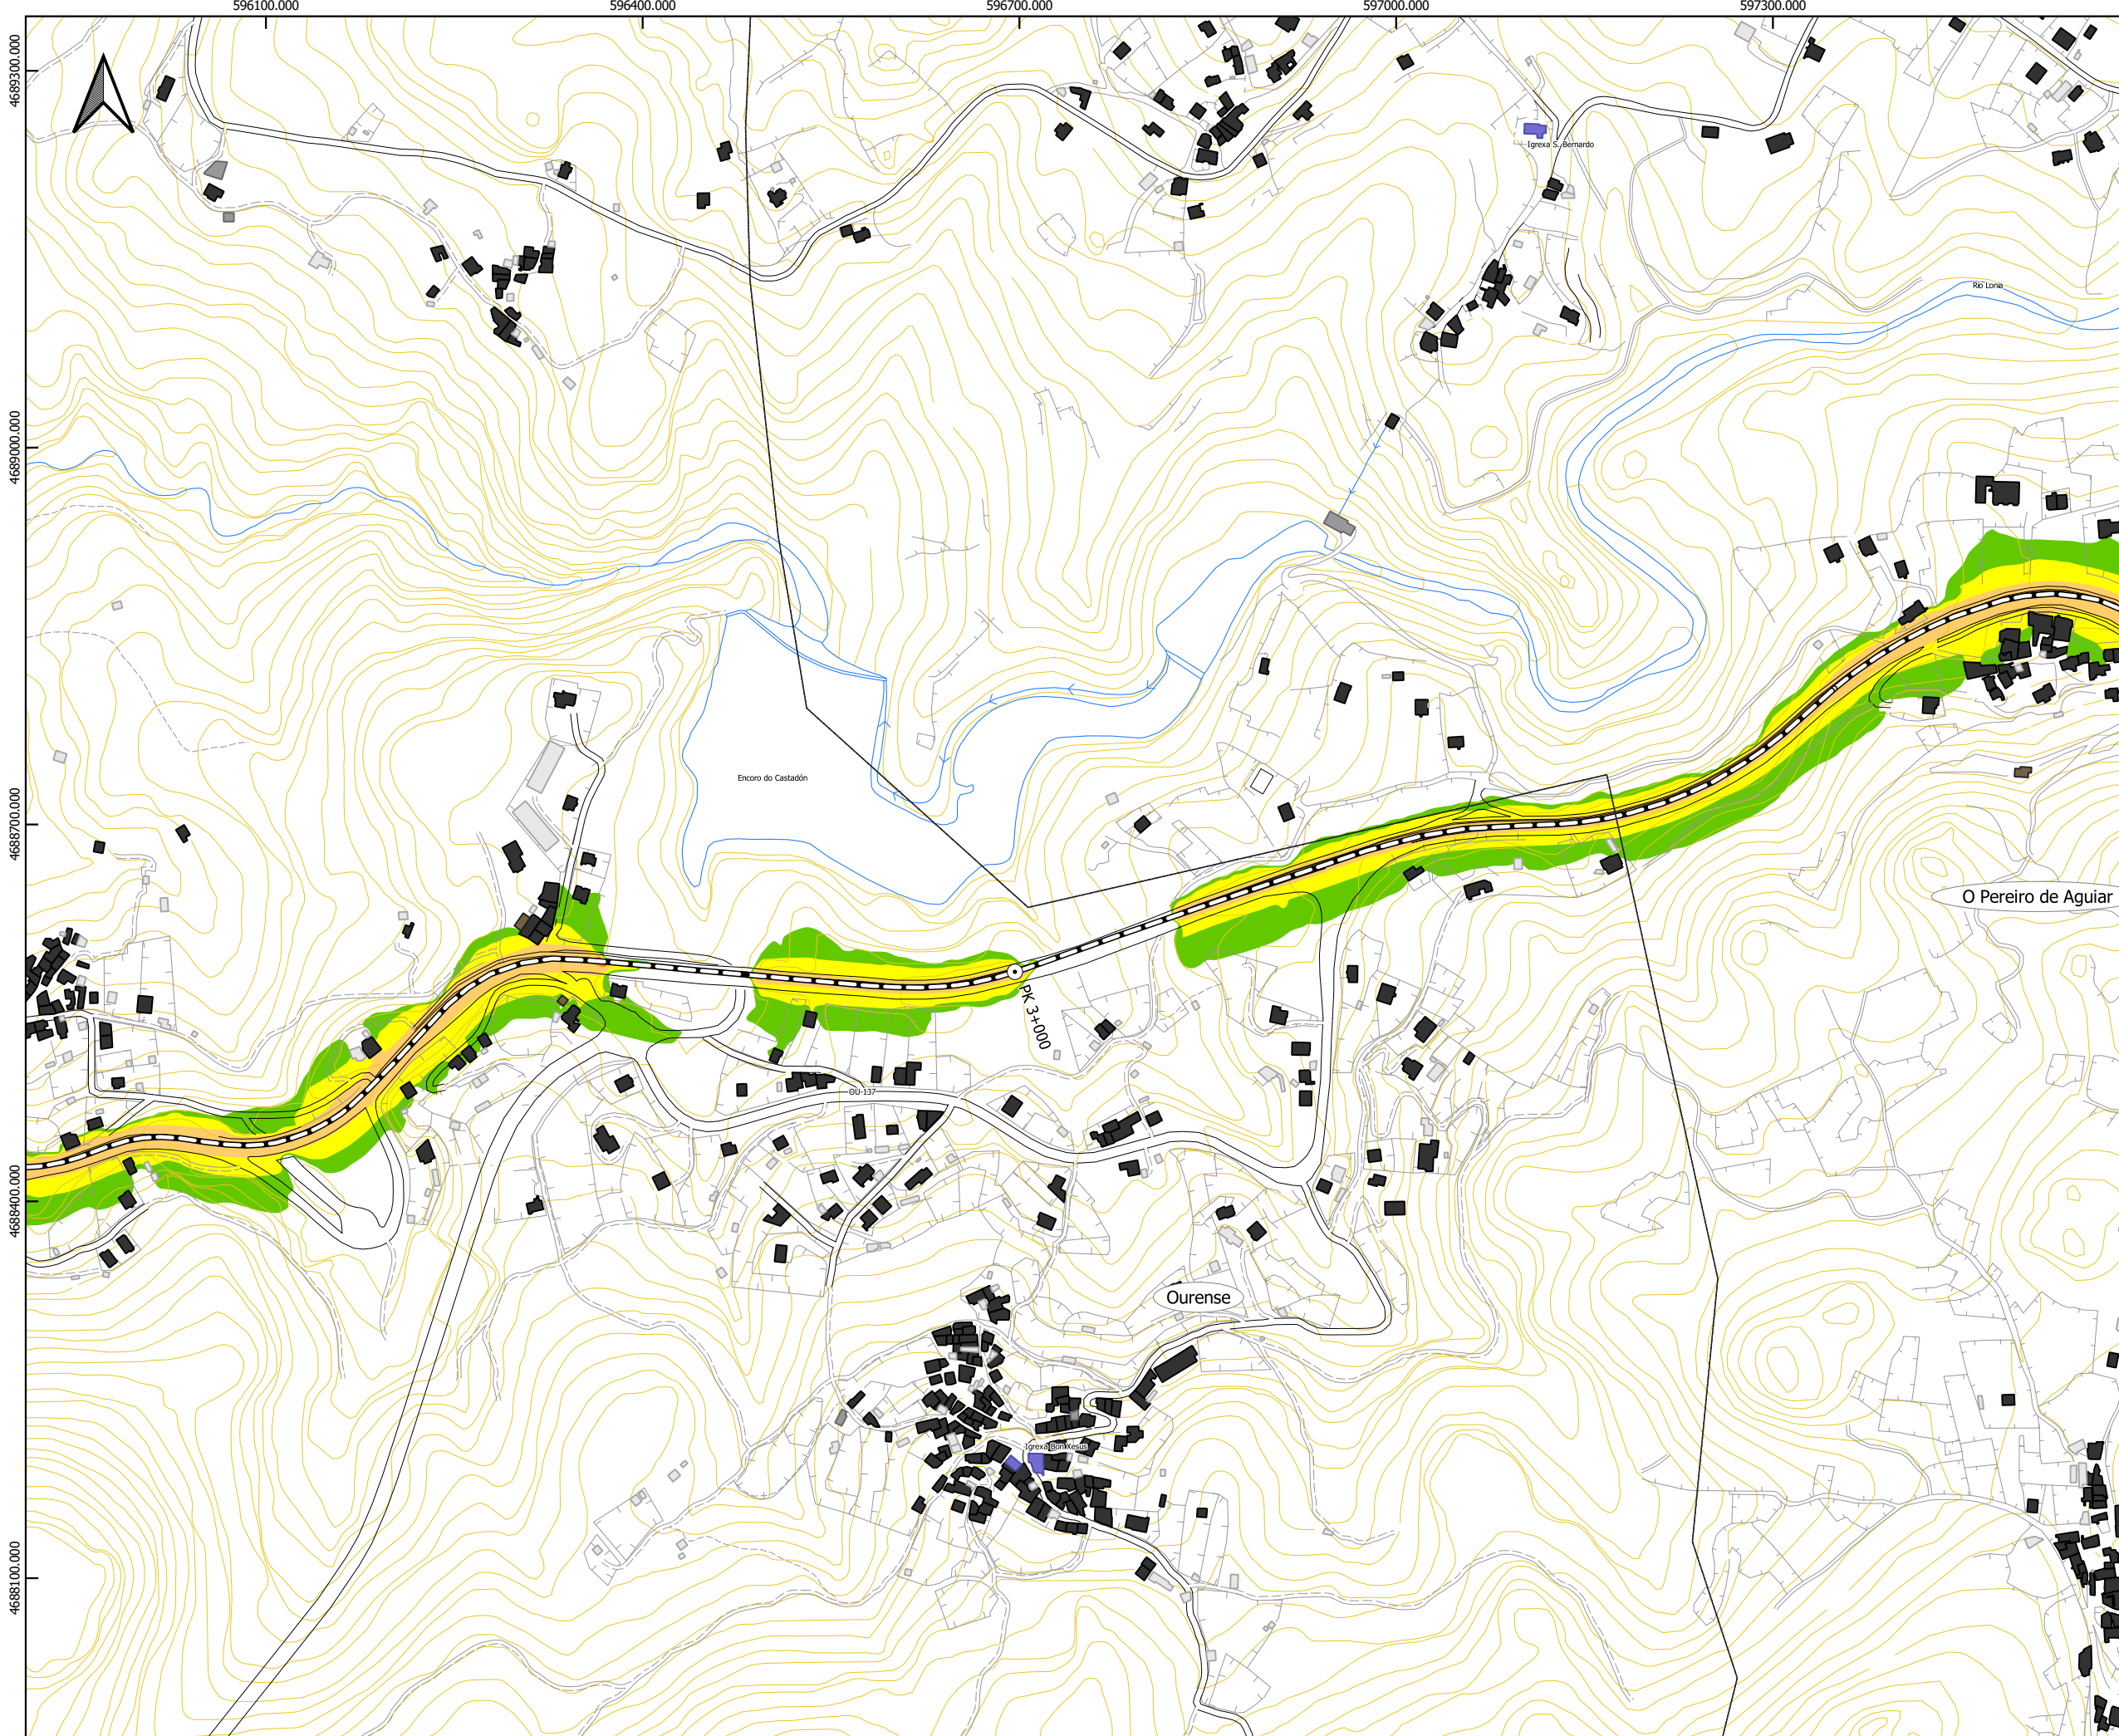 596100.000
596400.000
596700.000
597000.000
597300.000
4689300.000
Igrexa S. Bernardo
Río Lonia
4689000.000
Encoro do Castadón
4688700.000
O Pereiro de Aguiar
PK 3+000
OU-137
4688400.000
Ourense
Igrexa Bon Xesus
4688100.000